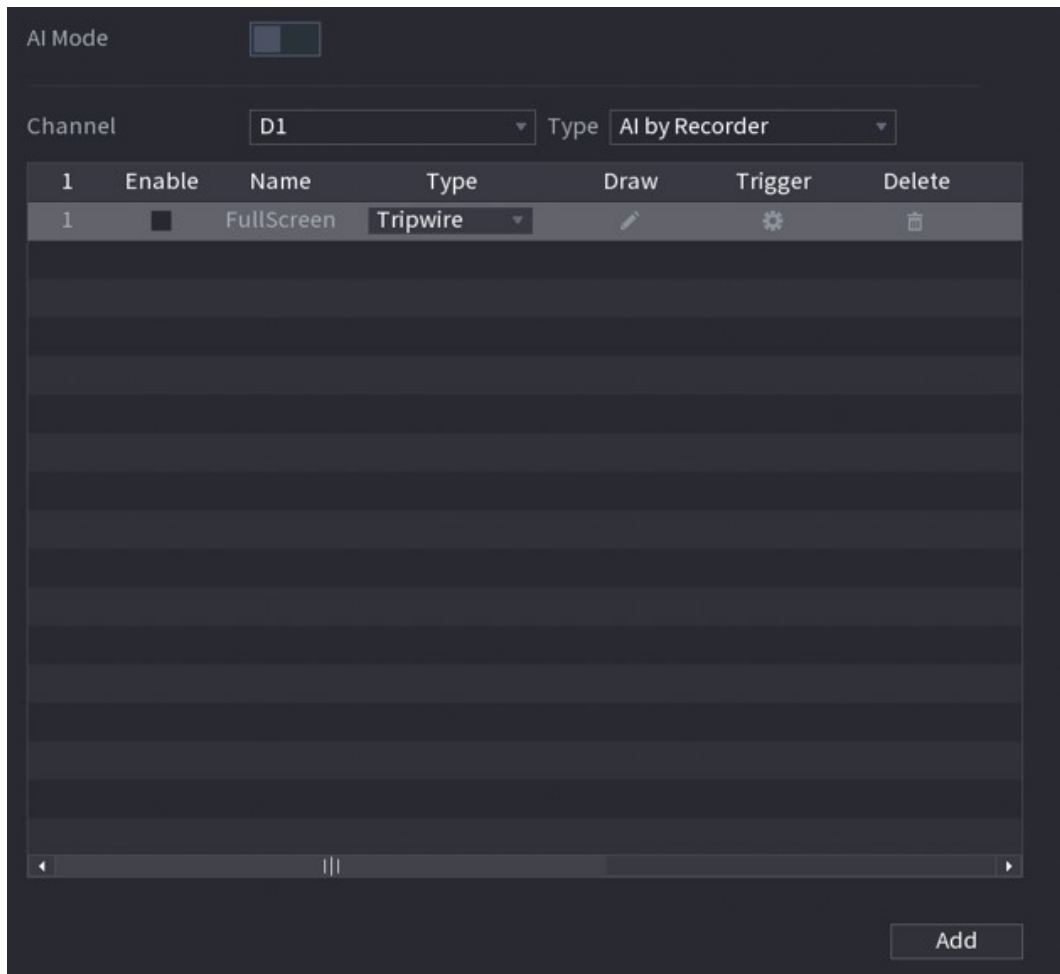 AI Mode
Channel D1 Type AI by Recorder
1 Enable Name Type Draw Trigger Delete
1 FullScreen Tripwire
Add